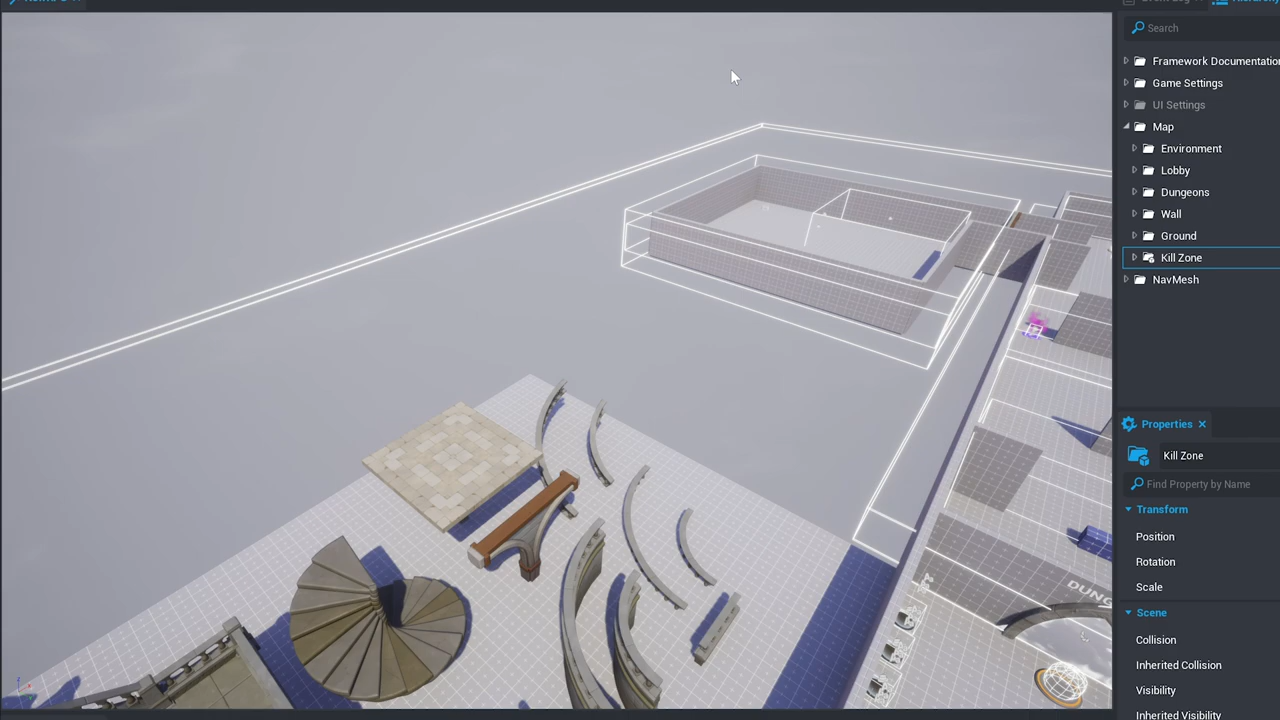 Search
Framework Documentation
Game Settings
UI Settings
Map
Environment
Lobby
Dungeons
Wall
Ground
Kill Zone
NavMesh
Properties
Kill Zone
Find Property by Name
Transform
Position
Rotation
Scale
Scene
DUNG
Collision
Inherited Collision
Visibility
Inherited Visibility